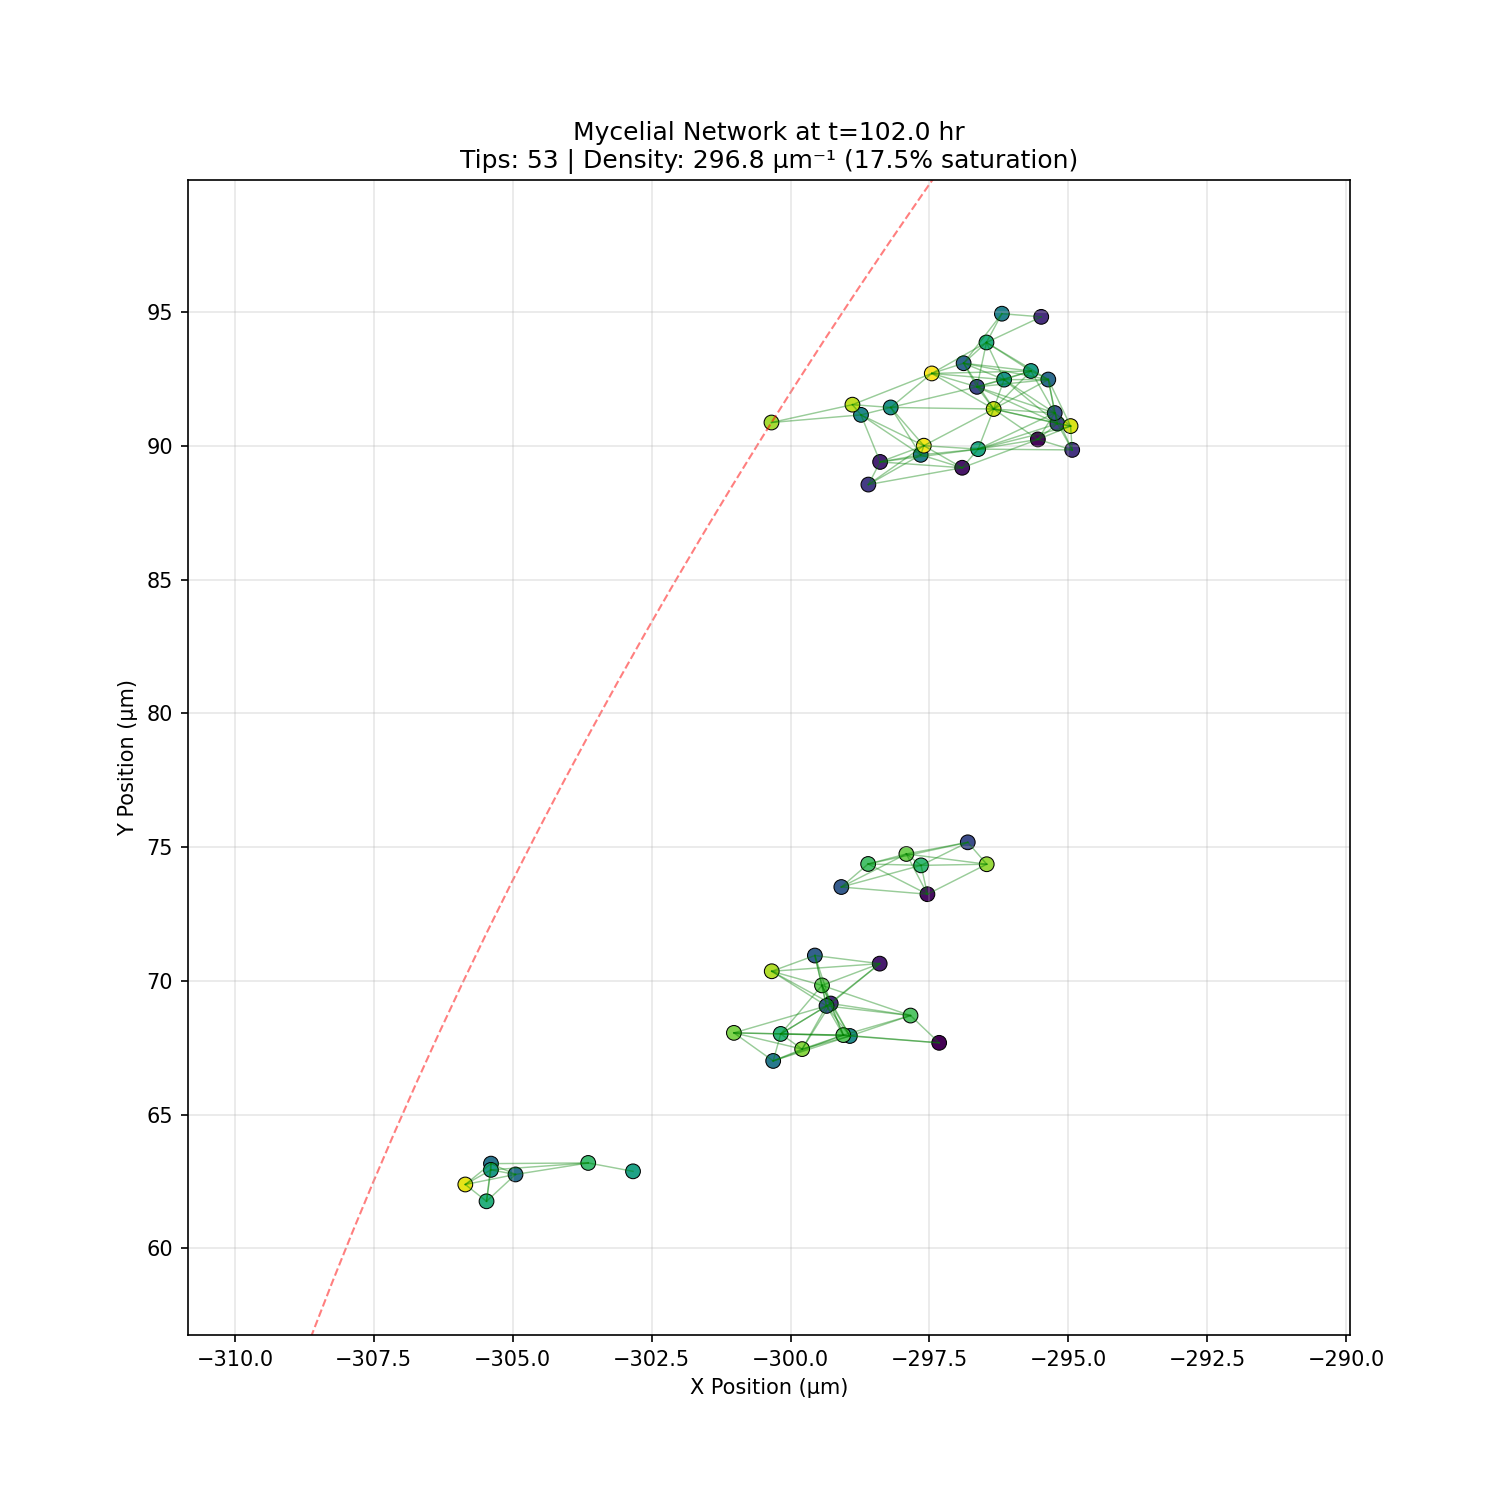 Mycelial Network at t=102.0 hr
Tips: 53 | Density: 296.8 μm⁻¹ (17.5% saturation)
Y Position (μm)
95
90
85
80
75
70
65
60
−310.0 −307.5 −305.0 −302.5 −300.0 −297.5 −295.0 −292.5 −290.0
X Position (μm)